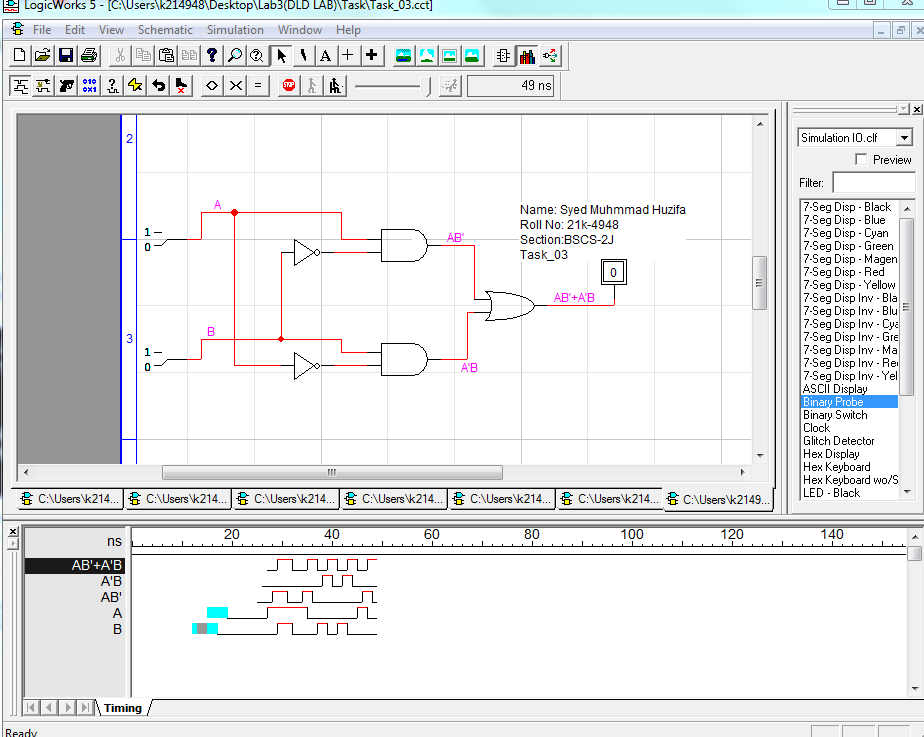 LogicWorks 5 - [C:\Users\k214948\Desktop\Lab3(DLD LAB)\Task\Task_03.cct]
File Edit View Schematic Simulation Window Help
49 ns
2
A
1
0
AB'
Name: Syed Muhmmad Huzifa
Roll No: 21k-4948
Section:BSCS-2J
Task_03
0
AB'+A'B
3
B
1
0
A'B
Simulation IO.clf
Preview
Filter:
7-Seg Disp - Black
7-Seg Disp - Blue
7-Seg Disp - Cyan
7-Seg Disp - Green
7-Seg Disp - Magen
7-Seg Disp - Red
7-Seg Disp - Yellow
7-Seg Disp Inv - Bla
7-Seg Disp Inv - Blu
7-Seg Disp Inv - Cya
7-Seg Disp Inv - Gre
7-Seg Disp Inv - Ma
7-Seg Disp Inv - Red
7-Seg Disp Inv - Yel
ASCII Display
Binary Probe
Binary Switch
Clock
Glitch Detector
Hex Display
Hex Keyboard
Hex Keyboard wo/S
LED - Black
C:\Users\k214... C:\Users\k214... C:\Users\k214... C:\Users\k214... C:\Users\k214... C:\Users\k214... C:\Users\k2149...
ns 20 40 60 80 100 120 140
AB'+A'B
A'B
AB'
A
B
Timing
Ready